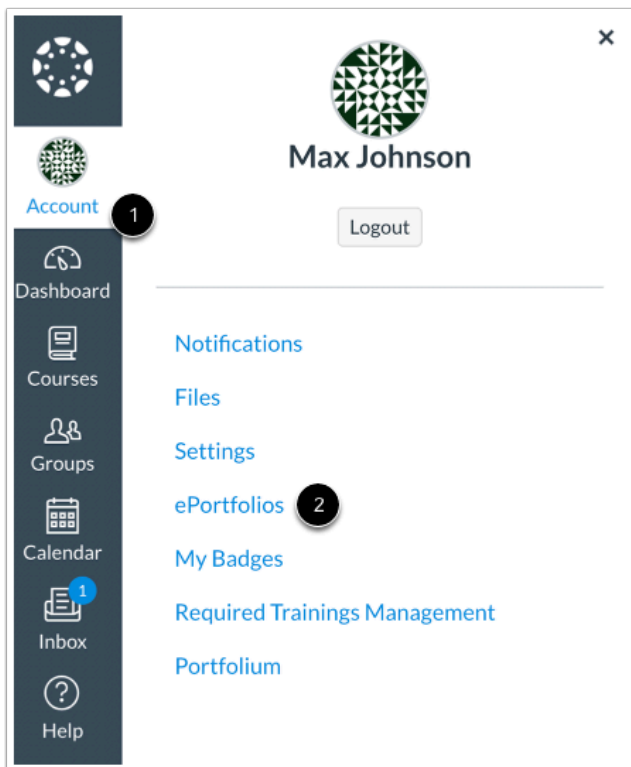 Max Johnson
Logout
Account
1
Dashboard
Courses
Groups
Calendar
1
Inbox
Help
Notifications
Files
Settings
ePortfolios 2
My Badges
Required Trainings Management
Portfolium